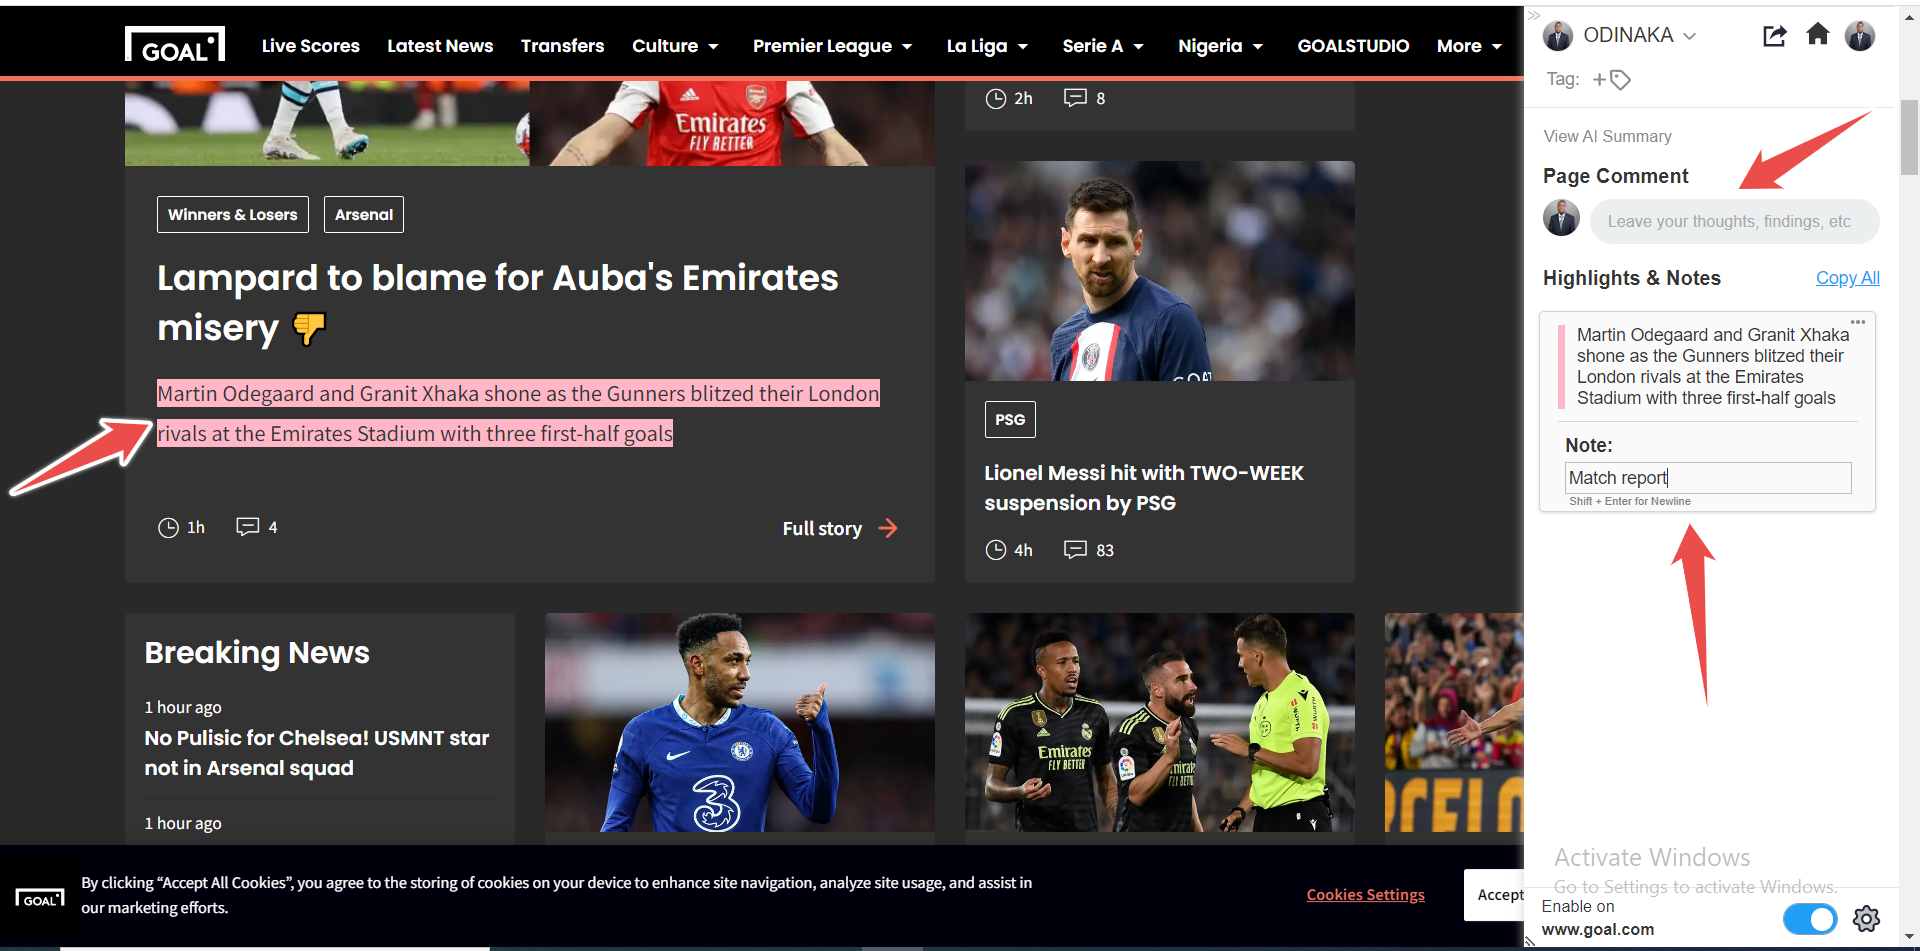 GOAL
Live Scores
Latest News
Transfers
Culture
Premier League
La Liga
Serie A
Nigeria
GOALSTUDIO
More
Emirates
FLY BETTER
2h
8
Winners & Losers
Arsenal
Lampard to blame for Auba's Emirates
misery
Martin Odegaard and Granit Xhaka shone as the Gunners blitzed their London
rivals at the Emirates Stadium with three first-half goals
1h
4
Full story
GOA
PSG
Lionel Messi hit with TWO-WEEK
suspension by PSG
4h
83
Breaking News
1 hour ago
No Pulisic for Chelsea! USMNT star
not in Arsenal squad
1 hour ago
3
Emirates
FLY BETTER
WURTH
By clicking “Accept All Cookies”, you agree to the storing of cookies on your device to enhance site navigation, analyze site usage, and assist in
our marketing efforts.
GOAL
Cookies Settings
Accept
ODINAKA
Tag:
View AI Summary
Page Comment
Leave your thoughts, findings, etc
Highlights & Notes
Copy All
Martin Odegaard and Granit Xhaka
shone as the Gunners blitzed their
London rivals at the Emirates
Stadium with three first-half goals
Note:
Match report
Shift + Enter for Newline
Activate Windows
Go to Settings to activate Windows.
Enable on
www.goal.com